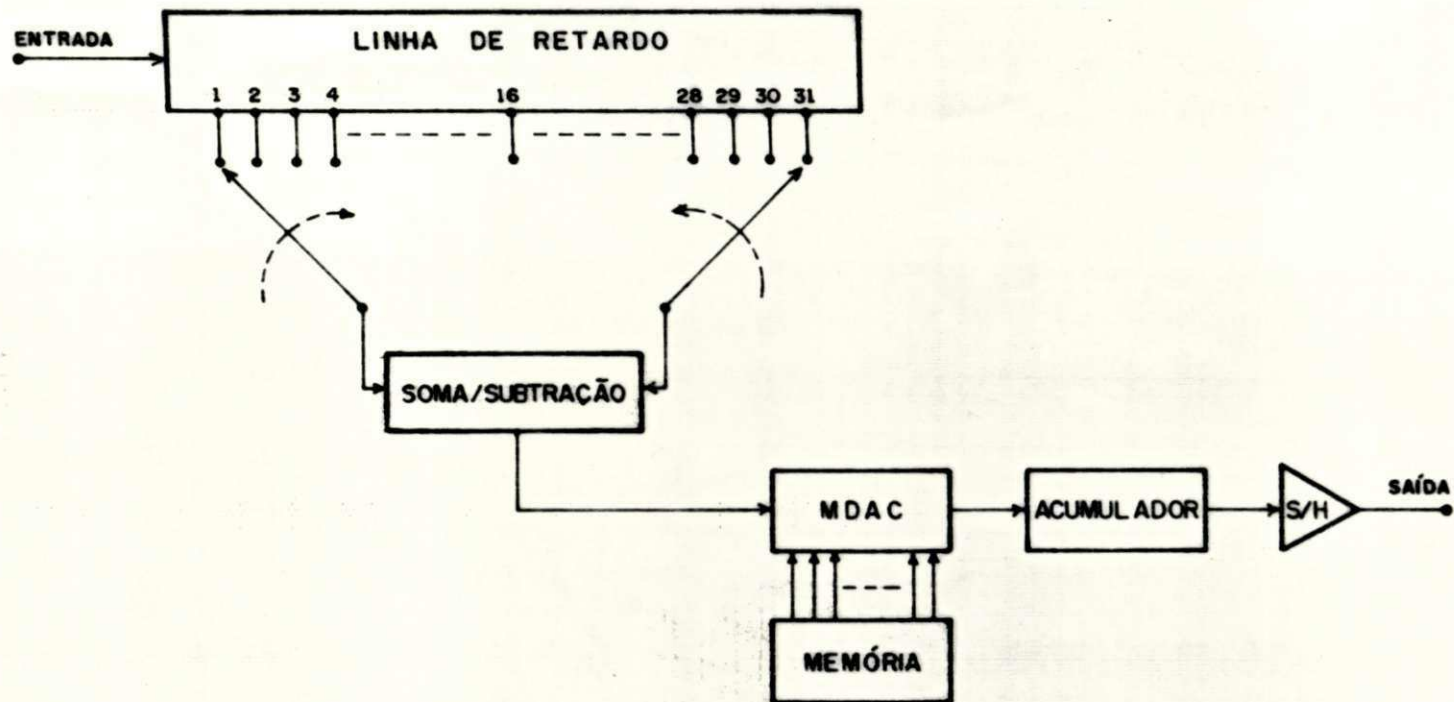 ENTRADA
LINHA DE RETARDO
1 2 3 4 16 28 29 30 31
SOMA/SUBTRAÇÃO
MDAC
ACUMULADOR
S/H
SAÍDA
MEMÓRIA